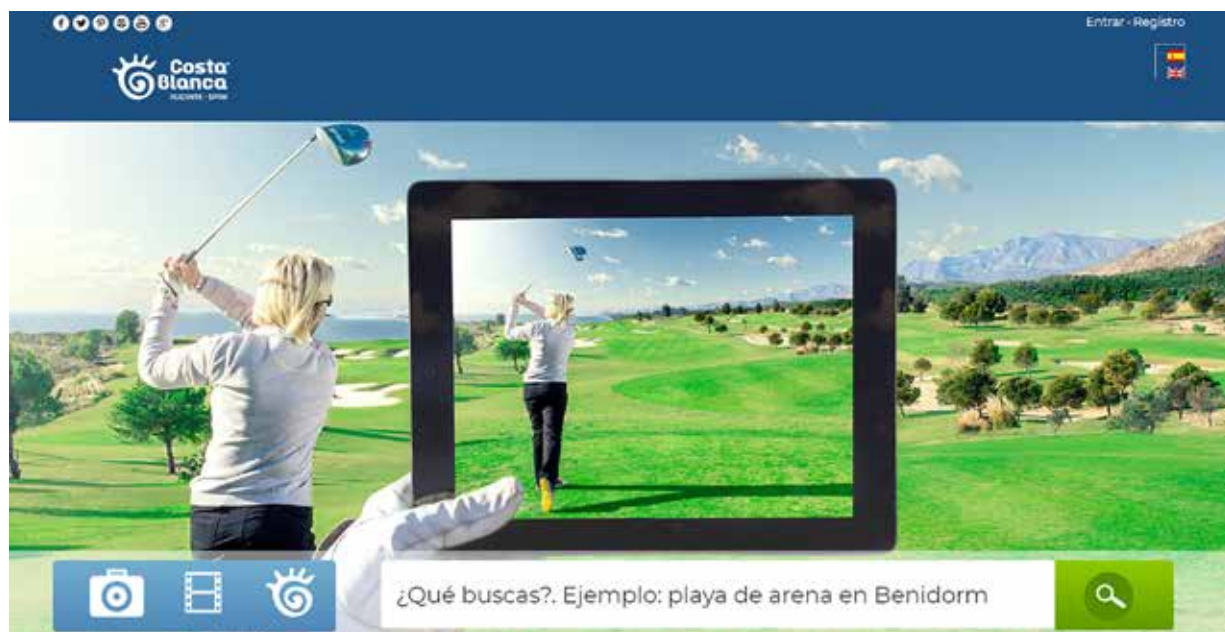 Entrar - Registro
Costa
Blanca
¿Qué buscas?. Ejemplo: playa de arena en Benidorm